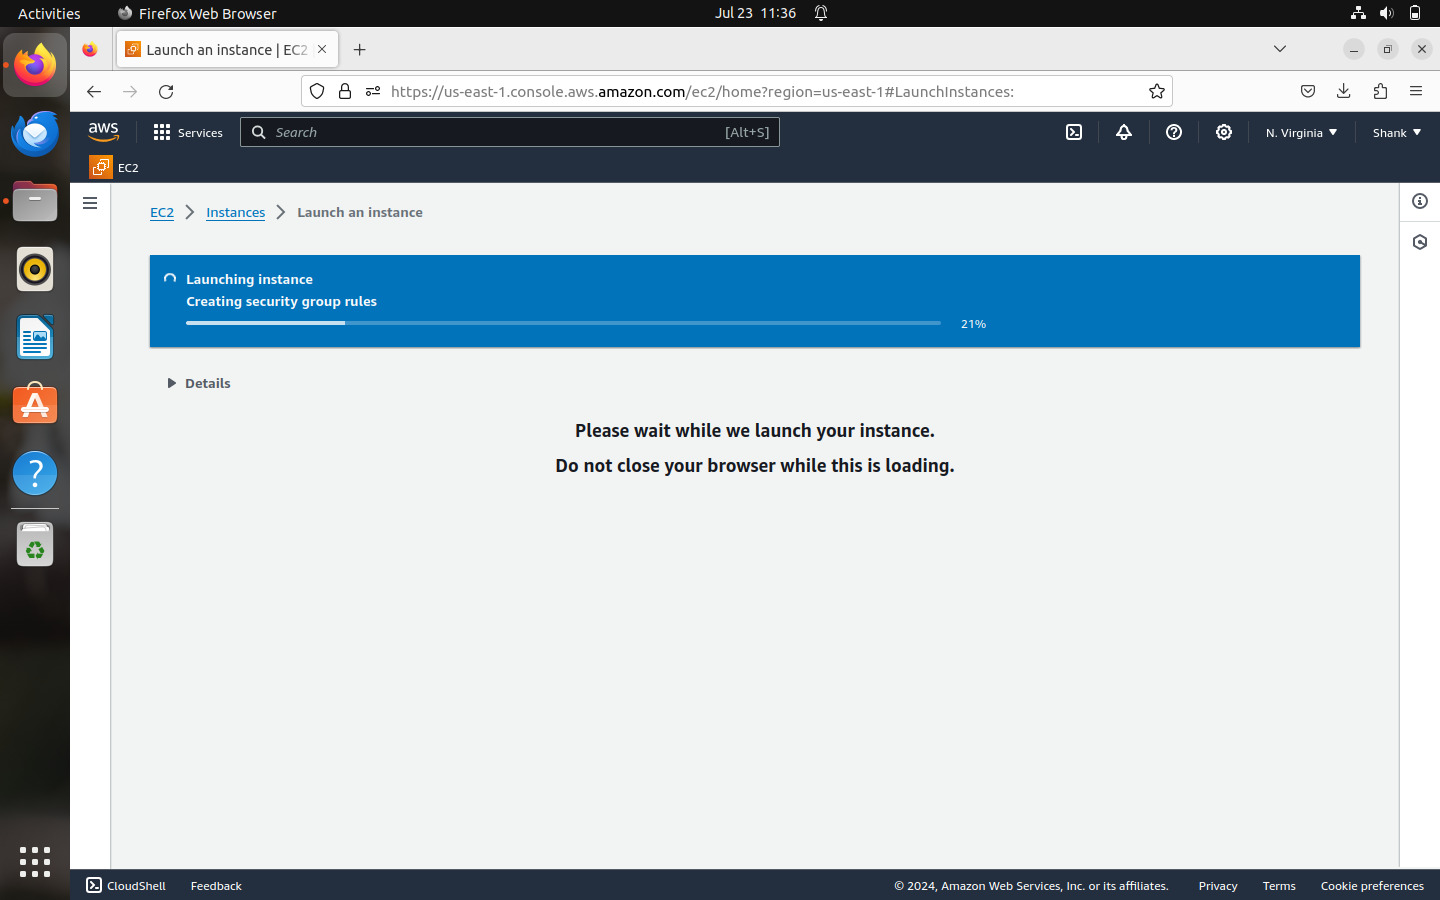 Activities
Firefox Web Browser
Jul 23 11:36
Launch an instance | EC2
https://us-east-1.console.aws.amazon.com/ec2/home?region=us-east-1#LaunchInstances:
aws
Services
Search
[Alt+S]
N. Virginia
Shank
EC2
EC2
Instances
Launch an instance
Launching instance
Creating security group rules
21%
Details
Please wait while we launch your instance.
Do not close your browser while this is loading.
CloudShell
Feedback
© 2024, Amazon Web Services, Inc. or its affiliates.
Privacy
Terms
Cookie preferences